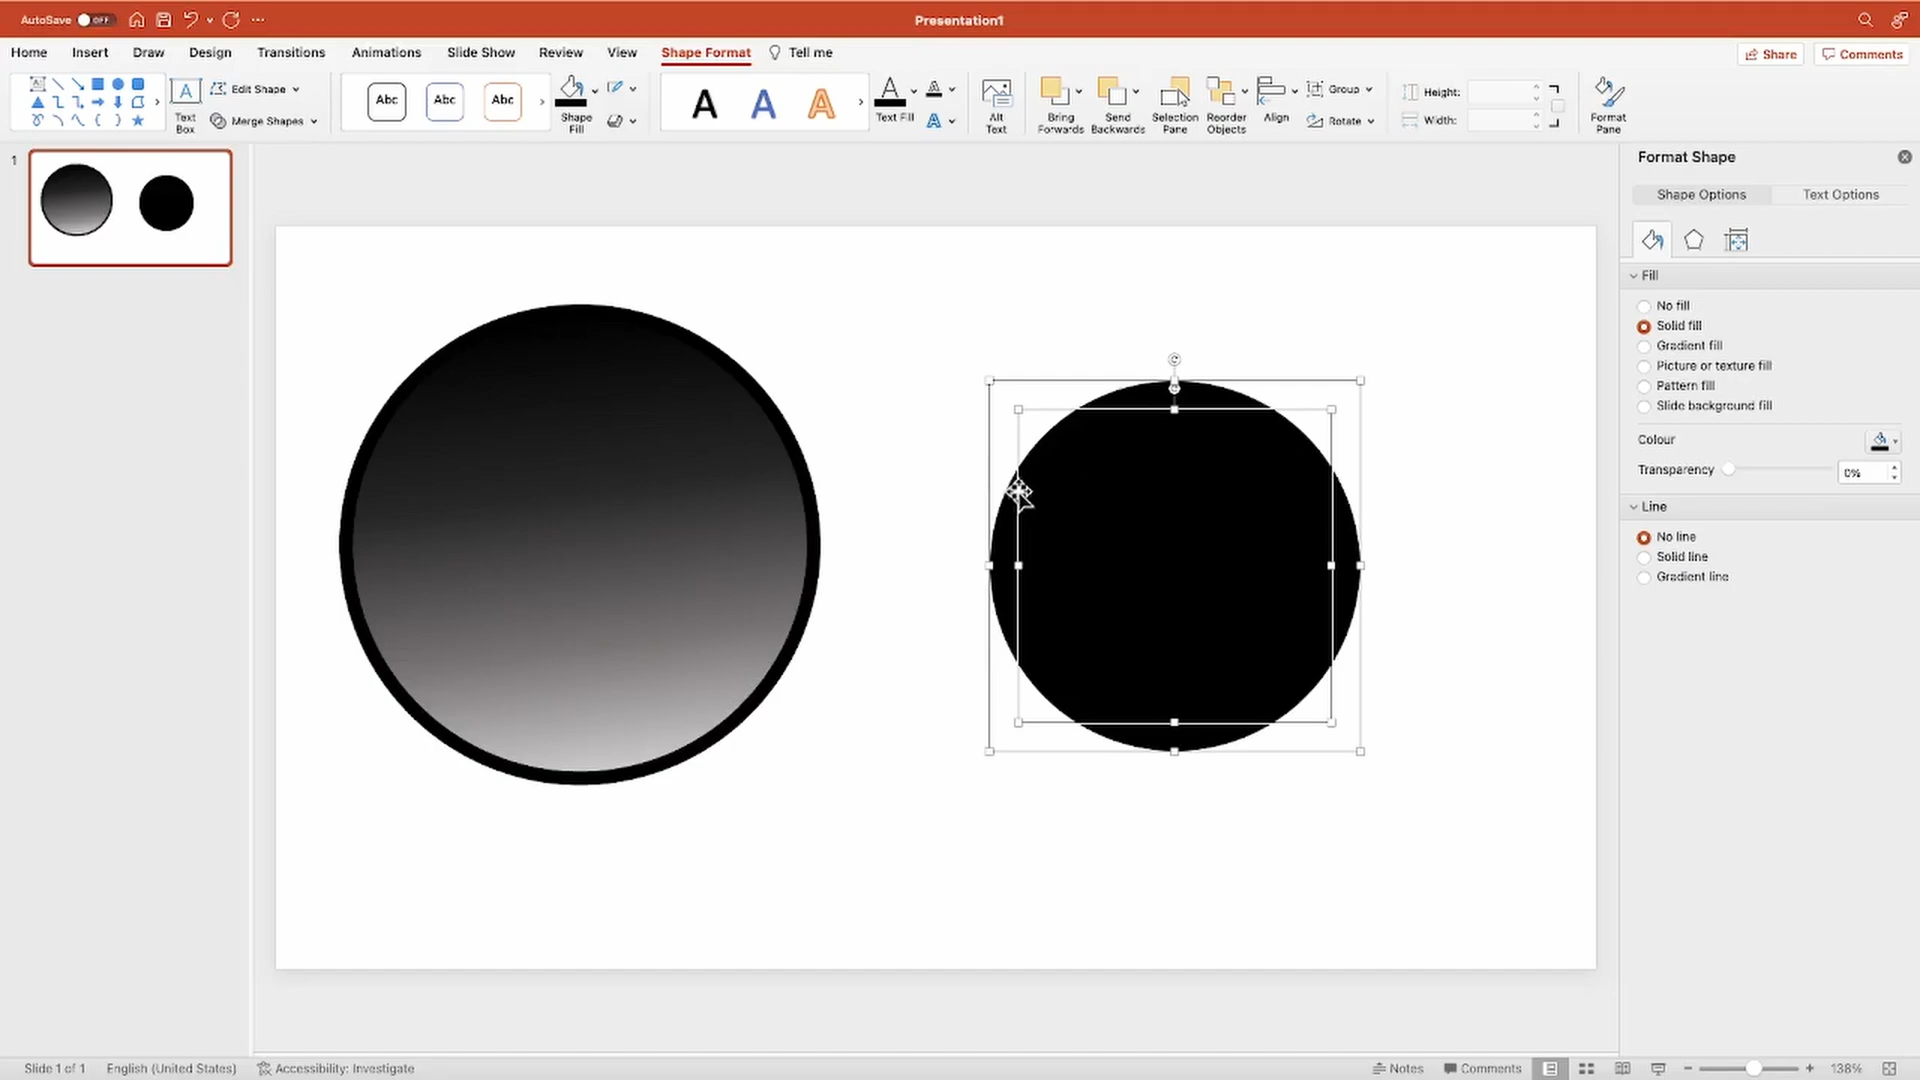 AutoSave OFF
Presentation1
Home Insert Draw Design Transitions Animations Slide Show Review View Shape Format Tell me
Share Comments
A Text Box
Edit Shape
Merge Shapes
Abc Abc Abc
Shape Fill
A A A
Text Fill
Alt Text
Bring Forwards
Send Backwards
Selection Pane
Reorder Objects
Align
Group
Rotate
Height:
Width:
Format Pane
1
Format Shape
Shape Options Text Options
Fill
No fill
Solid fill
Gradient fill
Picture or texture fill
Pattern fill
Slide background fill
Colour
Transparency 0%
Line
No line
Solid line
Gradient line
Slide 1 of 1 English (United States) Accessibility: Investigate Notes Comments 138%